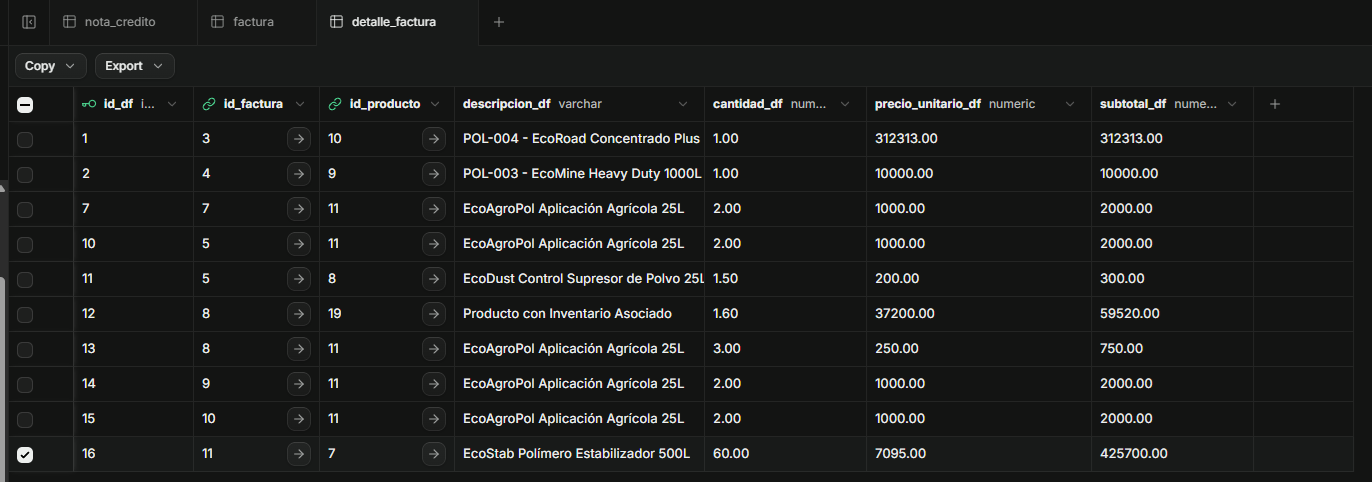 nota_credito factura detalle_factura +
Copy Export
id_df i... id_factura id_producto descripcion_df varchar cantidad_df num... precio_unitario_df numeric subtotal_df nume... +
1 3 10 POL-004 - EcoRoad Concentrado Plus 1.00 312313.00 312313.00
2 4 9 POL-003 - EcoMine Heavy Duty 1000L 1.00 10000.00 10000.00
7 7 11 EcoAgroPol Aplicación Agrícola 25L 2.00 1000.00 2000.00
10 5 11 EcoAgroPol Aplicación Agrícola 25L 2.00 1000.00 2000.00
11 5 8 EcoDust Control Supresor de Polvo 25L 1.50 200.00 300.00
12 8 19 Producto con Inventario Asociado 1.60 37200.00 59520.00
13 8 11 EcoAgroPol Aplicación Agrícola 25L 3.00 250.00 750.00
14 9 11 EcoAgroPol Aplicación Agrícola 25L 2.00 1000.00 2000.00
15 10 11 EcoAgroPol Aplicación Agrícola 25L 2.00 1000.00 2000.00
16 11 7 EcoStab Polímero Estabilizador 500L 60.00 7095.00 425700.00